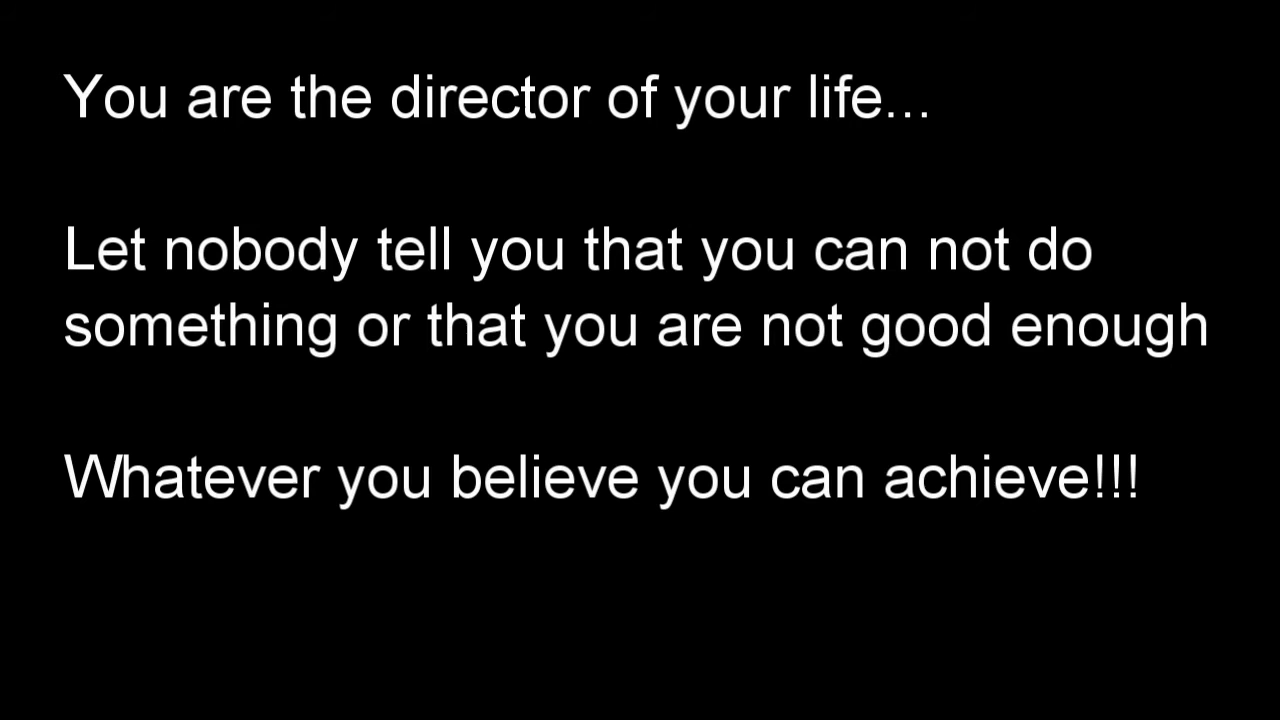 You are the director of your life...
Let nobody tell you that you can not do
something or that you are not good enough
Whatever you believe you can achieve!!!